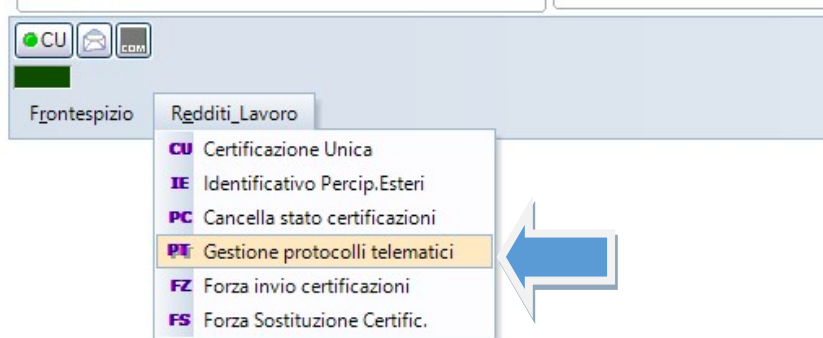 CU
COM
Frontespizio
Redditi_Lavoro
CU Certificazione Unica
IE Identificativo Percip.Esteri
PC Cancella stato certificazioni
PT Gestione protocolli telematici
FZ Forza invio certificazioni
FS Forza Sostituzione Certific.